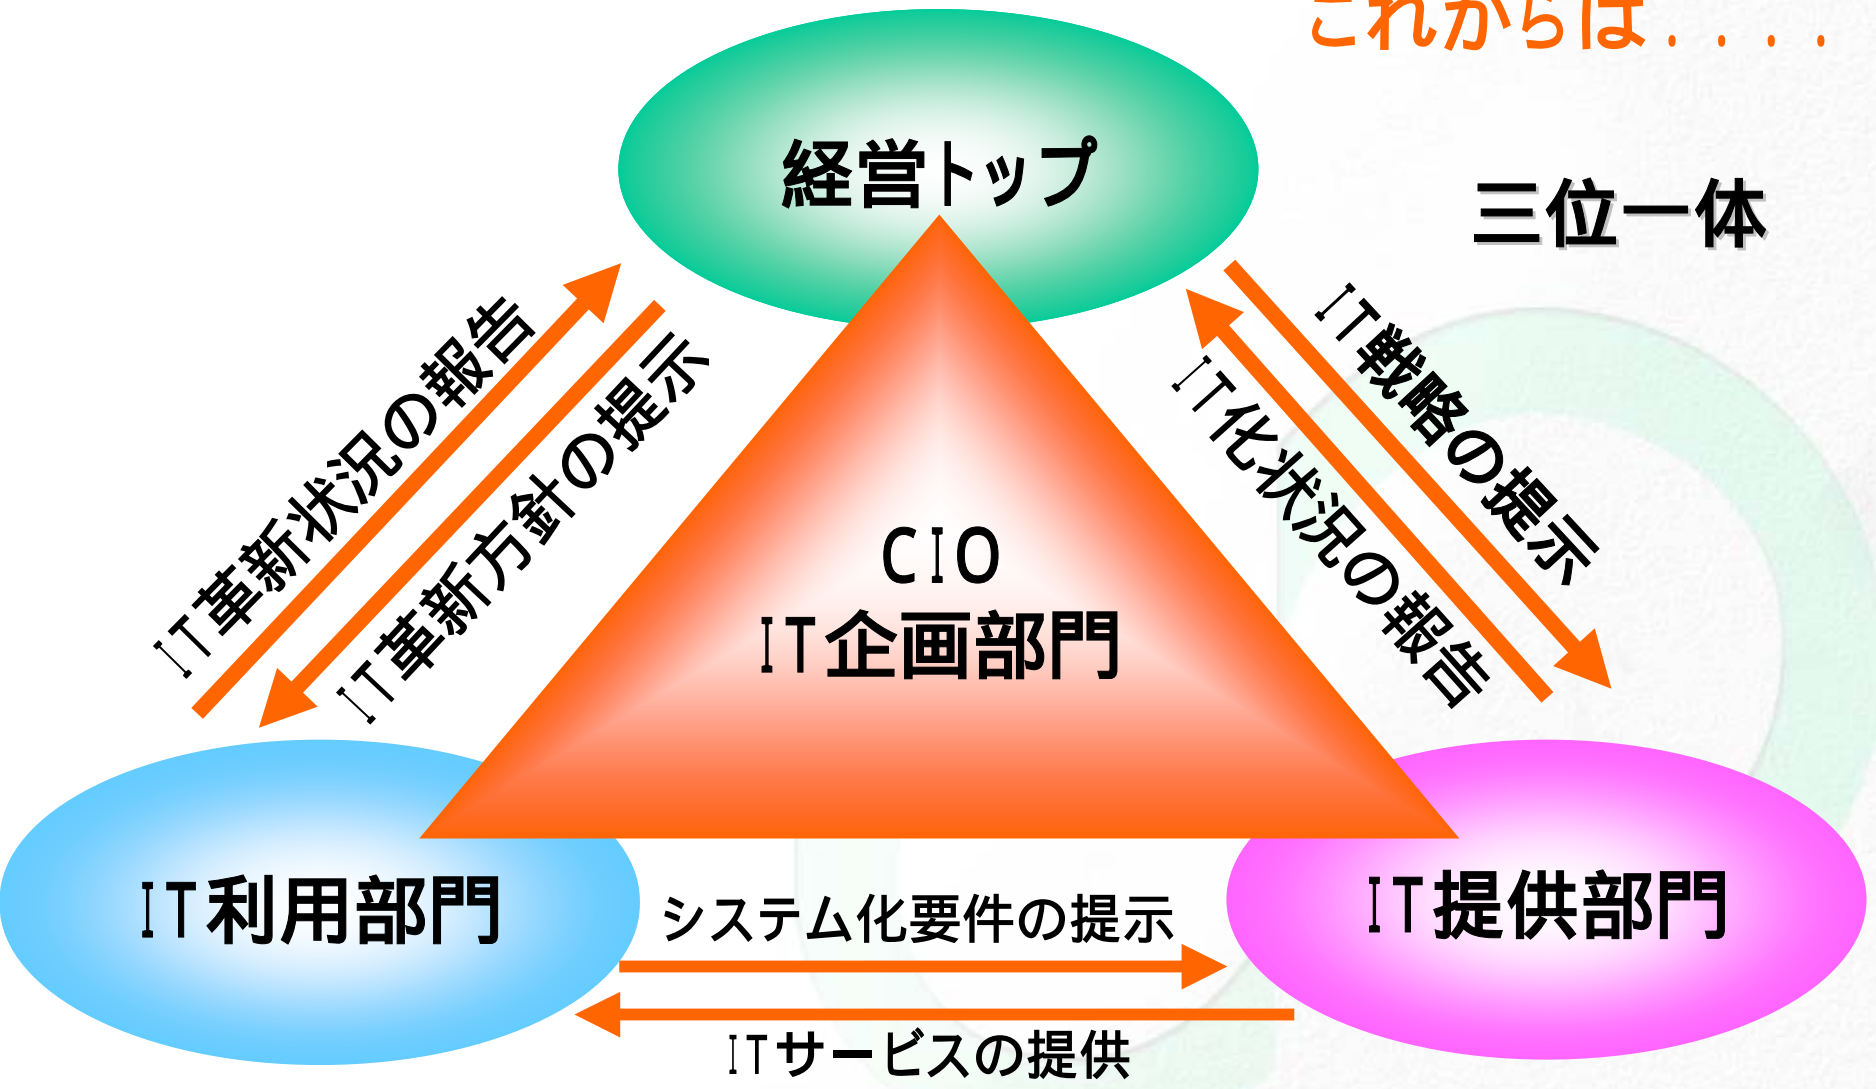 これからは．．．．
経営トップ
三位一体
IT革新状況の報告
IT革新方針の提示
IT戦略の提示
IT化状況の報告
CIO
IT企画部門
IT利用部門
IT提供部門
システム化要件の提示
ITサービスの提供